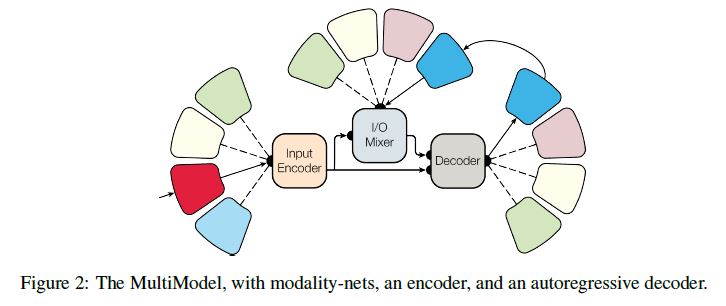 I/O
Mixer
Input
Encoder
Decoder
Figure 2: The MultiModel, with modality-nets, an encoder, and an autoregressive decoder.